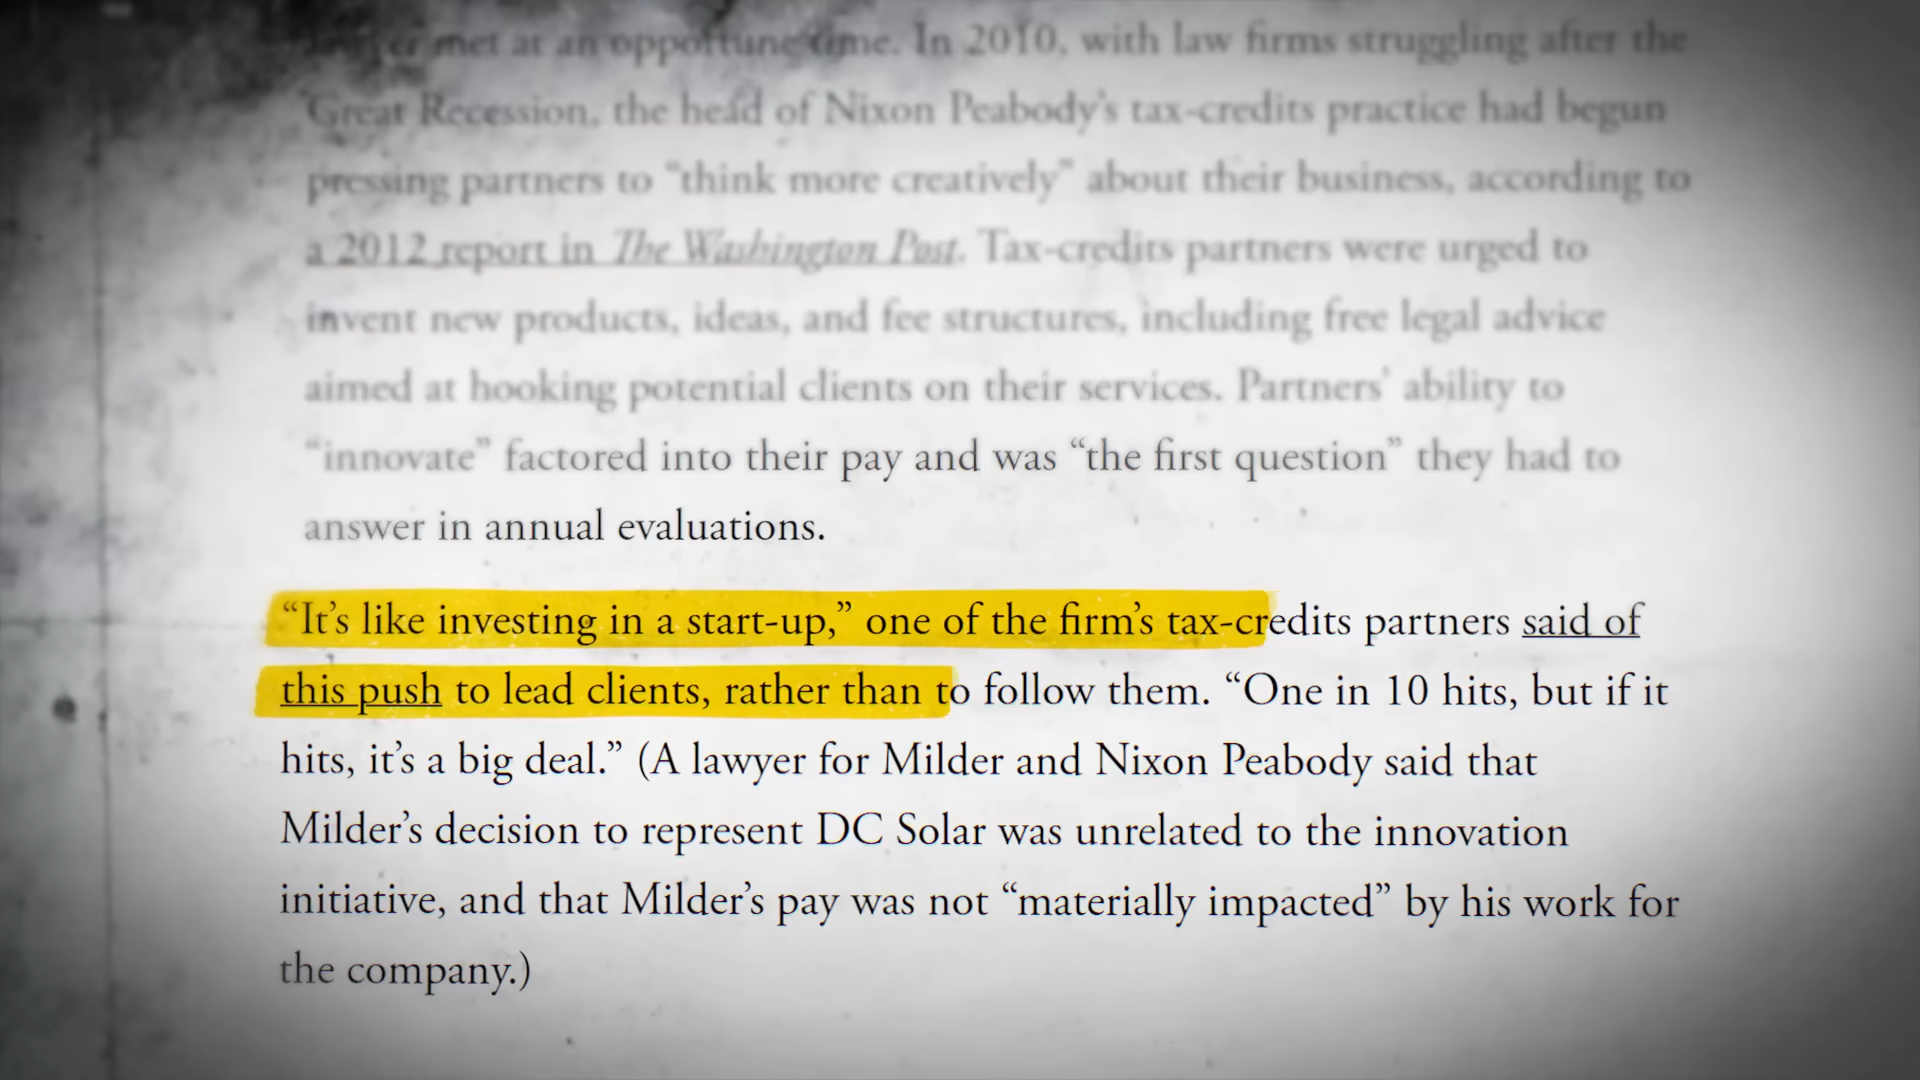 met at an opportune time. In 2010, with law firms struggling after the
Great Recession, the head of Nixon Peabody’s tax-credits practice had begun
pressing partners to “think more creatively” about their business, according to
a 2012 report in The Washington Post. Tax-credits partners were urged to
invent new products, ideas, and fee structures, including free legal advice
aimed at hooking potential clients on their services. Partners’ ability to
“innovate” factored into their pay and was “the first question” they had to
answer in annual evaluations.
“It’s like investing in a start-up,” one of the firm’s tax-credits partners said of
this push to lead clients, rather than to follow them. “One in 10 hits, but if it
hits, it’s a big deal.” (A lawyer for Milder and Nixon Peabody said that
Milder’s decision to represent DC Solar was unrelated to the innovation
initiative, and that Milder’s pay was not “materially impacted” by his work for
the company.)